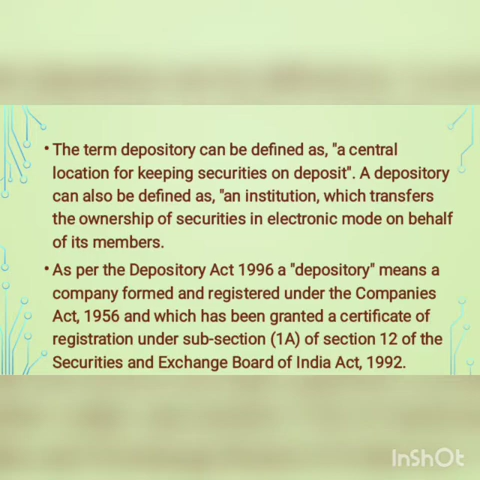 • The term depository can be defined as, "a central
location for keeping securities on deposit". A depository
can also be defined as, "an institution, which transfers
the ownership of securities in electronic mode on behalf
of its members.
• As per the Depository Act 1996 a "depository" means a
company formed and registered under the Companies
Act, 1956 and which has been granted a certificate of
registration under sub-section (1A) of section 12 of the
Securities and Exchange Board of India Act, 1992.
InShOt